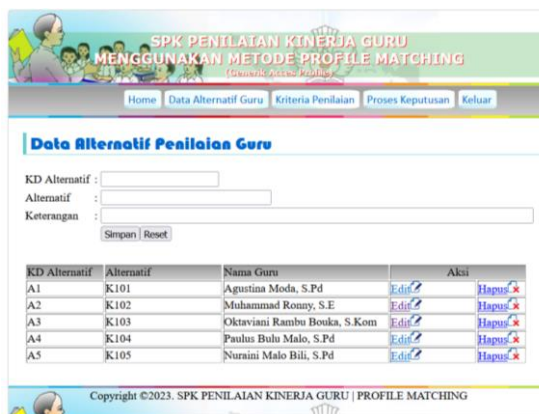 SPK PENILAIAN KINERJA GURU
MENGGUNAKAN METODE PROFILE MATCHING
Home Data Alternatif Guru Kriteria Penilaian Proses Keputusan Keluar
Data Alternatif Penilaian Guru
KD Alternatif :
Alternatif :
Keterangan :
Simpan Reset
KD Alternatif Alternatif Nama Guru Aksi
A1 K101 Agustina Moda, S.Pd Edit Hapus
A2 K102 Muhammad Ronny, S.E Edit Hapus
A3 K103 Oktaviani Rambu Bouka, S.Kom Edit Hapus
A4 K104 Paulus Bulu Malo, S.Pd Edit Hapus
A5 K105 Nuraini Malo Bili, S.Pd Edit Hapus
Copyright ©2023. SPK PENILAIAN KINERJA GURU | PROFILE MATCHING